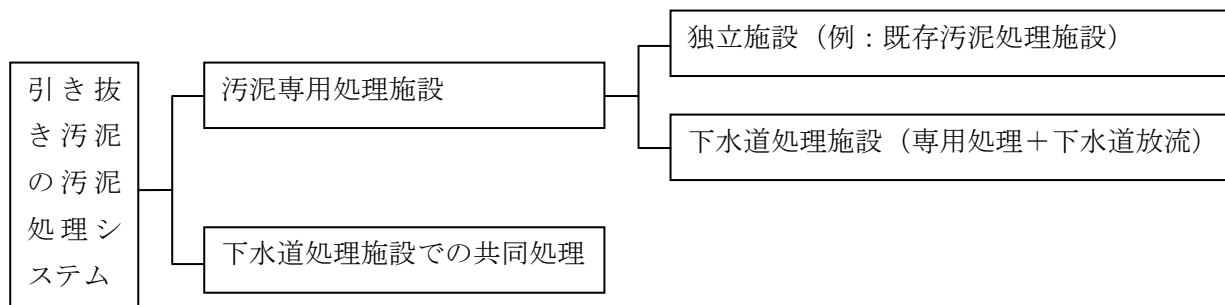 引き抜
き汚泥
の汚泥
処理シ
ステム
汚泥専用処理施設
独立施設（例：既存汚泥処理施設）
下水道処理施設（専用処理＋下水道放流）
下水道処理施設での共同処理